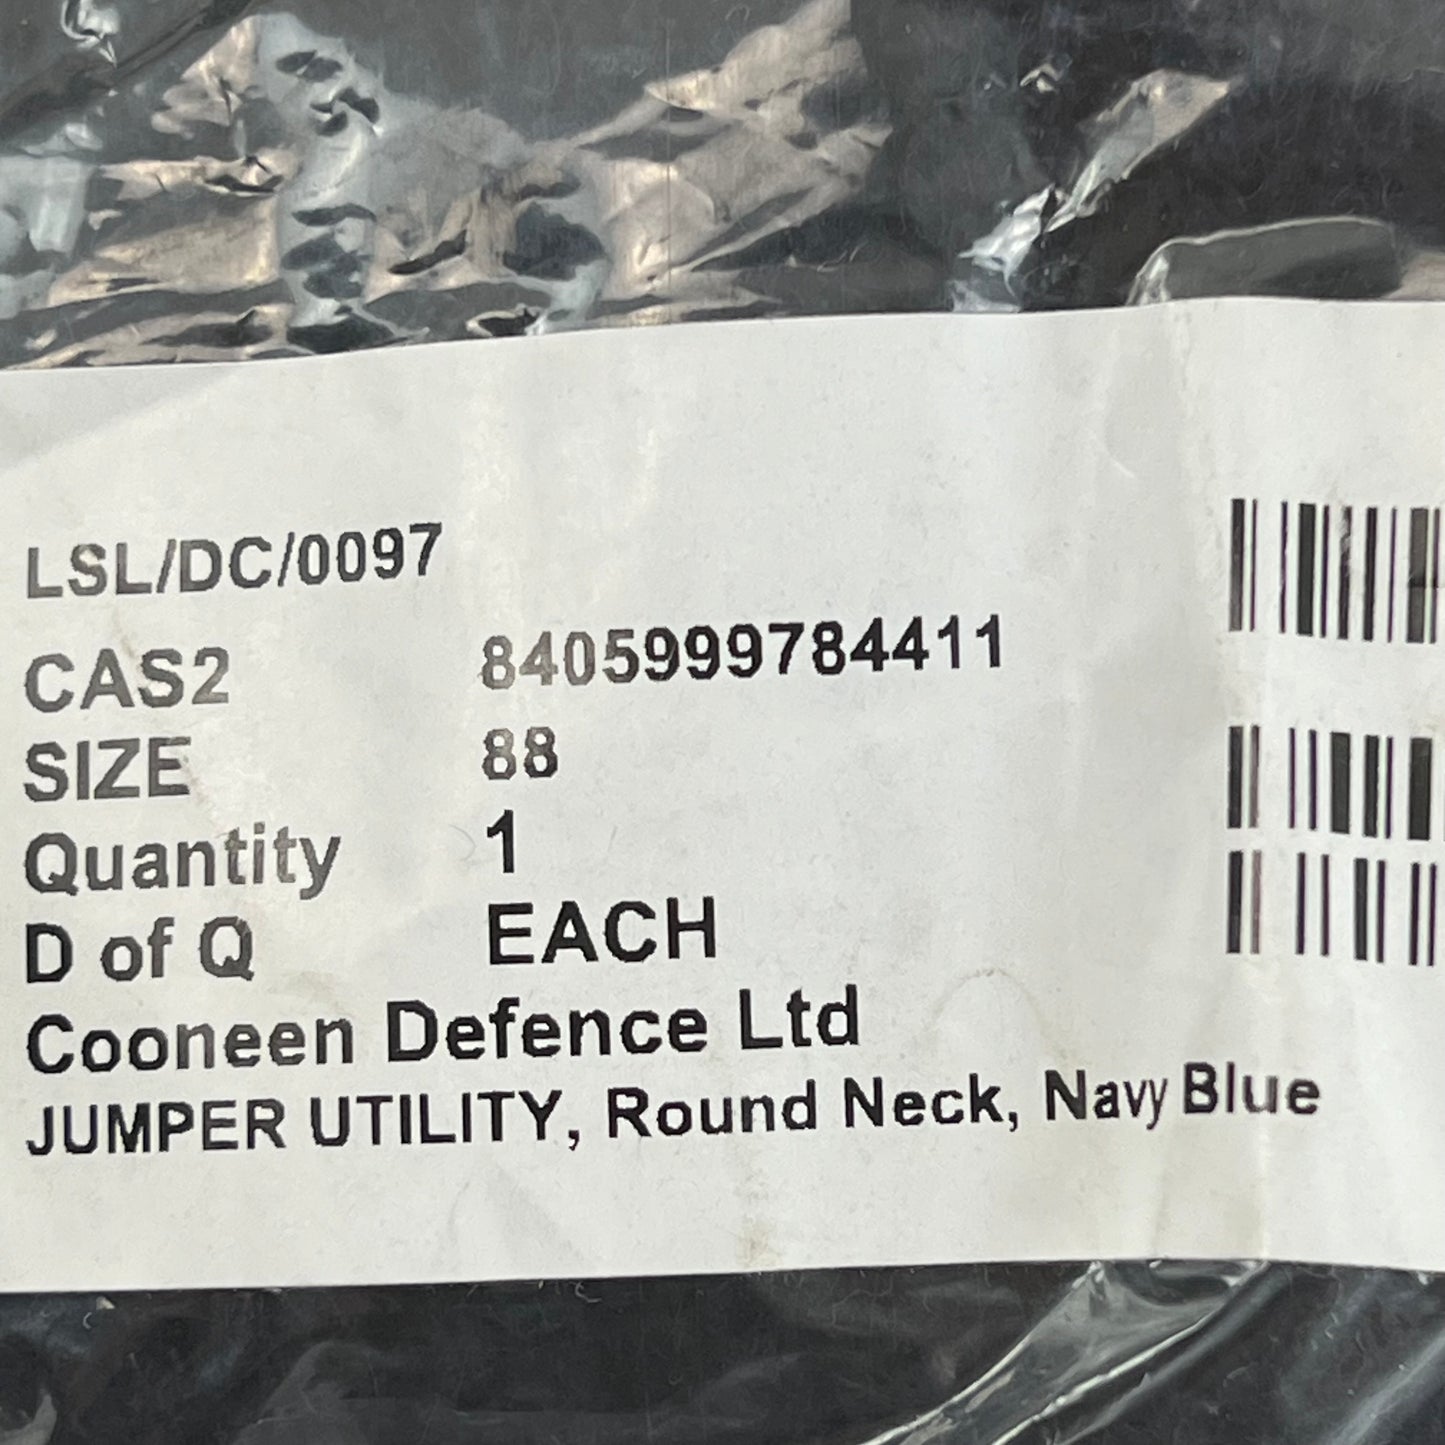 LSL/DC/0097
CAS2 8405999784411
SIZE 88
Quantity 1
D of Q EACH
Cooneen Defence Ltd
JUMPER UTILITY, Round Neck, Navy Blue